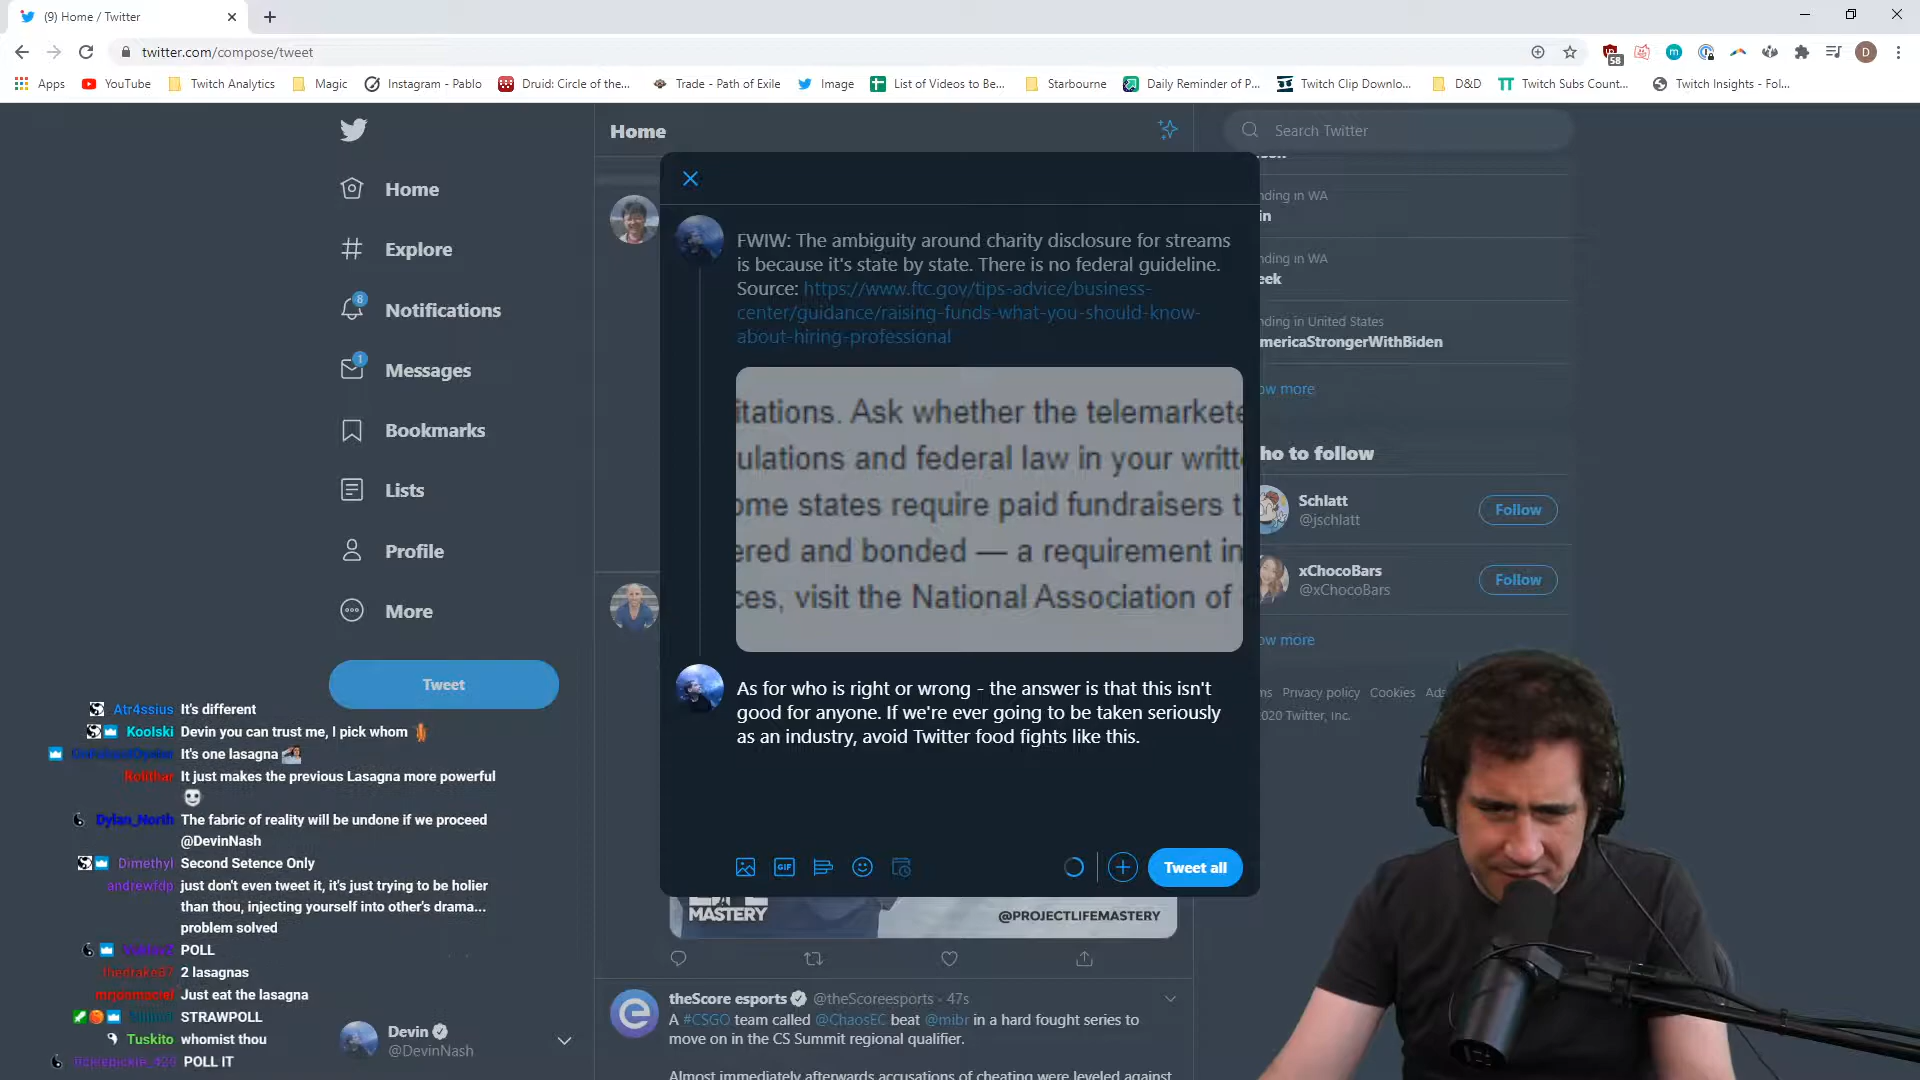 (9) Home / Twitter
twitter.com/compose/tweet
58
D
Apps
YouTube
Twitch Analytics
Magic
Instagram - Pablo
Druid: Circle of the...
Trade - Path of Exile
Image
List of Videos to Be...
Starbourne
Daily Reminder of P...
Twitch Clip Downlo...
D&D
Twitch Subs Count...
Twitch Insights - Fol...
Home
Explore
8
Notifications
1
Messages
Bookmarks
Lists
Profile
More
Tweet
Atr4ssius It's different
Koolski Devin you can trust me, I pick whom
It's one lasagna
It just makes the previous Lasagna more powerful
Dylan_North The fabric of reality will be undone if we proceed
@DevinNash
Dimethyl Second Setence Only
andrewfdp just don't even tweet it, it's just trying to be holier
than thou, injecting yourself into other's drama...
problem solved
POLL
2 lasagnas
Just eat the lasagna
STRAWPOLL
Tuskito whomist thou
POLL IT
Devin
@DevinNash
Home
FWIW: The ambiguity around charity disclosure for streams
is because it's state by state. There is no federal guideline.
Source: https://www.ftc.gov/tips-advice/business-
center/guidance/raising-funds-what-you-should-know-
about-hiring-professional
itations. Ask whether the telemarkete
ulations and federal law in your writt
ome states require paid fundraisers t
ered and bonded — a requirement in
ces, visit the National Association of
As for who is right or wrong - the answer is that this isn't
good for anyone. If we're ever going to be taken seriously
as an industry, avoid Twitter food fights like this.
GIF
Tweet all
MASTERY
@PROJECTLIFEMASTERY
theScore esports @theScoreesports · 47s
A #CSGO team called @ChaosEC beat @mibr in a hard fought series to
move on in the CS Summit regional qualifier.
Almost immediately afterwards accusations of cheating were leveled against
Search Twitter
nding in WA
in
nding in WA
eek
nding in United States
mericaStrongerWithBiden
ow more
ho to follow
Schlatt
@jschlatt
Follow
xChocoBars
@xChocoBars
Follow
ow more
ms Privacy policy Cookies Ad
020 Twitter, Inc.